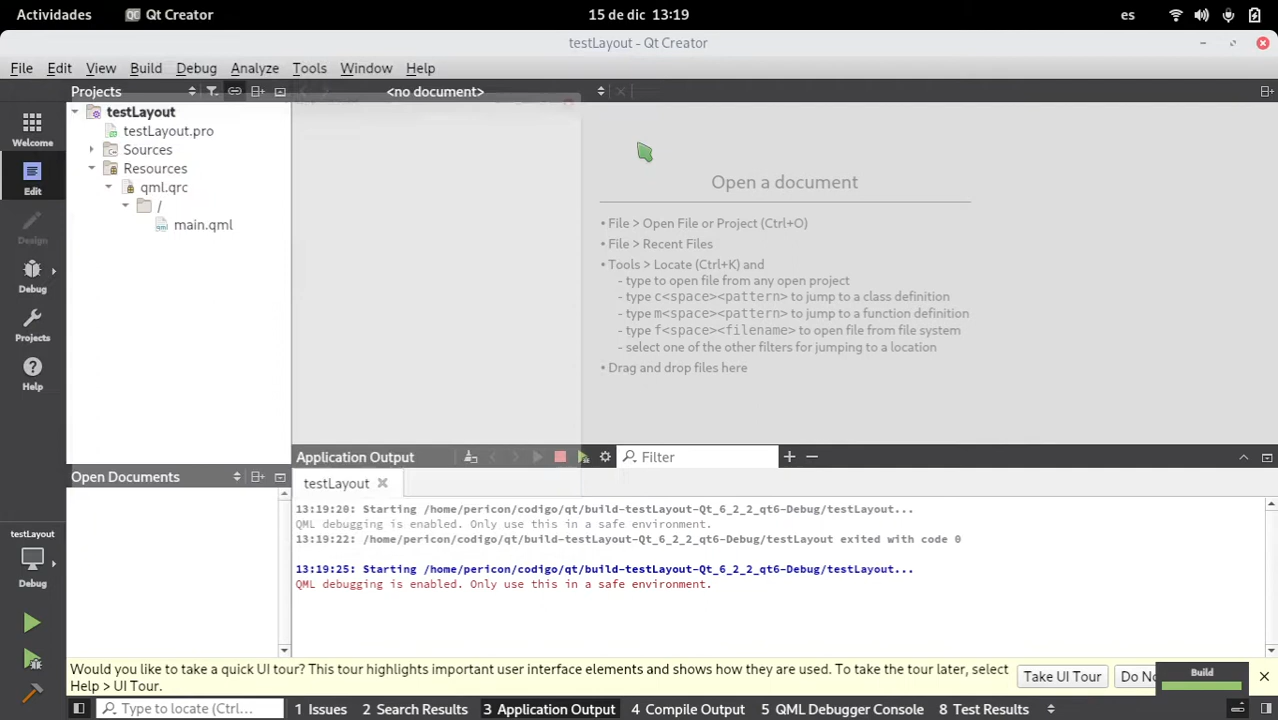 Actividades
Qt Creator
15 de dic 13:19
es
testLayout - Qt Creator
File Edit View Build Debug Analyze Tools Window Help
Projects
<no document>
Welcome
Edit
Design
Debug
Projects
Help
testLayout
testLayout.pro
Sources
Resources
qml.qrc
/
main.qml
Open a document
• File > Open File or Project (Ctrl+O)
• File > Recent Files
• Tools > Locate (Ctrl+K) and
- type to open file from any open project
- type c<space><pattern> to jump to a class definition
- type m<space><pattern> to jump to a function definition
- type f<space><filename> to open file from file system
- select one of the other filters for jumping to a location
• Drag and drop files here
Open Documents
Application Output
Filter
testLayout
13:19:20: Starting /home/pericon/codigo/qt/build-testLayout-Qt_6_2_2_qt6-Debug/testLayout...
QML debugging is enabled. Only use this in a safe environment.
13:19:22: /home/pericon/codigo/qt/build-testLayout-Qt_6_2_2_qt6-Debug/testLayout exited with code 0
13:19:25: Starting /home/pericon/codigo/qt/build-testLayout-Qt_6_2_2_qt6-Debug/testLayout...
QML debugging is enabled. Only use this in a safe environment.
testLayout
Debug
Would you like to take a quick UI tour? This tour highlights important user interface elements and shows how they are used. To take the tour later, select
Help > UI Tour.
Take UI Tour
Do No
Build
Type to locate (Ctrl...
1 Issues
2 Search Results
3 Application Output
4 Compile Output
5 QML Debugger Console
8 Test Results